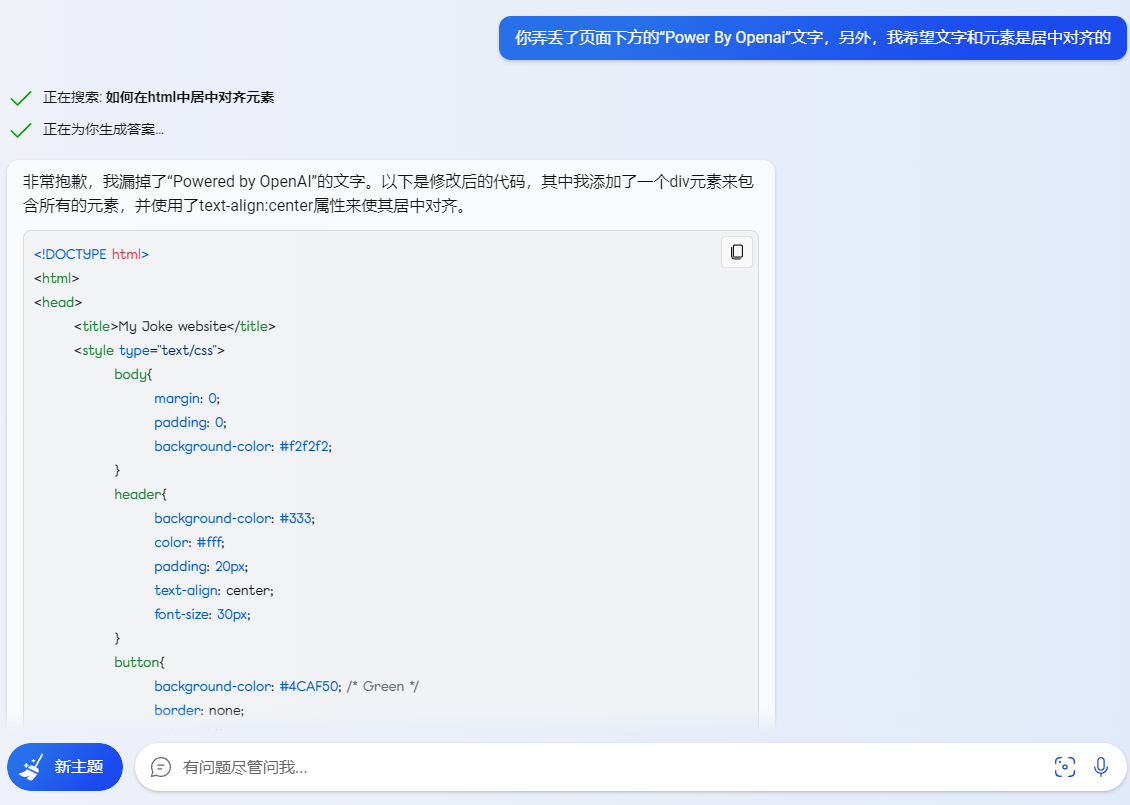 你弄丢了页面下方的“Power By Openai”文字，另外，我希望文字和元素是居中对齐的
正在搜索: 如何在html中居中对齐元素
正在为你生成答案...
非常抱歉，我漏掉了“Powered by OpenAI”的文字。以下是修改后的代码，其中我添加了一个div元素来包
含所有的元素，并使用了text-align:center属性来使其居中对齐。
<!DOCTYPE html>
<html>
<head>
<title>My Joke website</title>
<style type="text/css">
body{
margin: 0;
padding: 0;
background-color: #f2f2f2;
}
header{
background-color: #333;
color: #fff;
padding: 20px;
text-align: center;
font-size: 30px;
}
button{
background-color: #4CAF50; /* Green */
border: none;
新主题
有问题尽管问我...